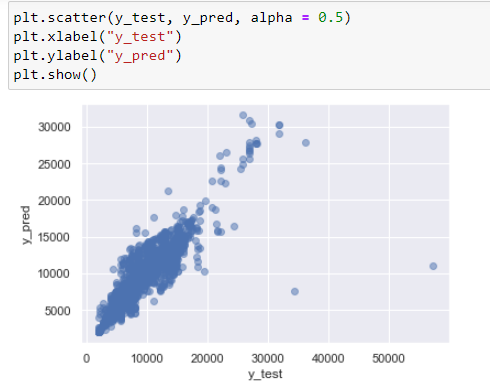 plt.scatter(y_test, y_pred, alpha = 0.5)
plt.xlabel("y_test")
plt.ylabel("y_pred")
plt.show()
30000
25000
20000
15000
10000
5000
y_pred
0 10000 20000 30000 40000 50000
y_test